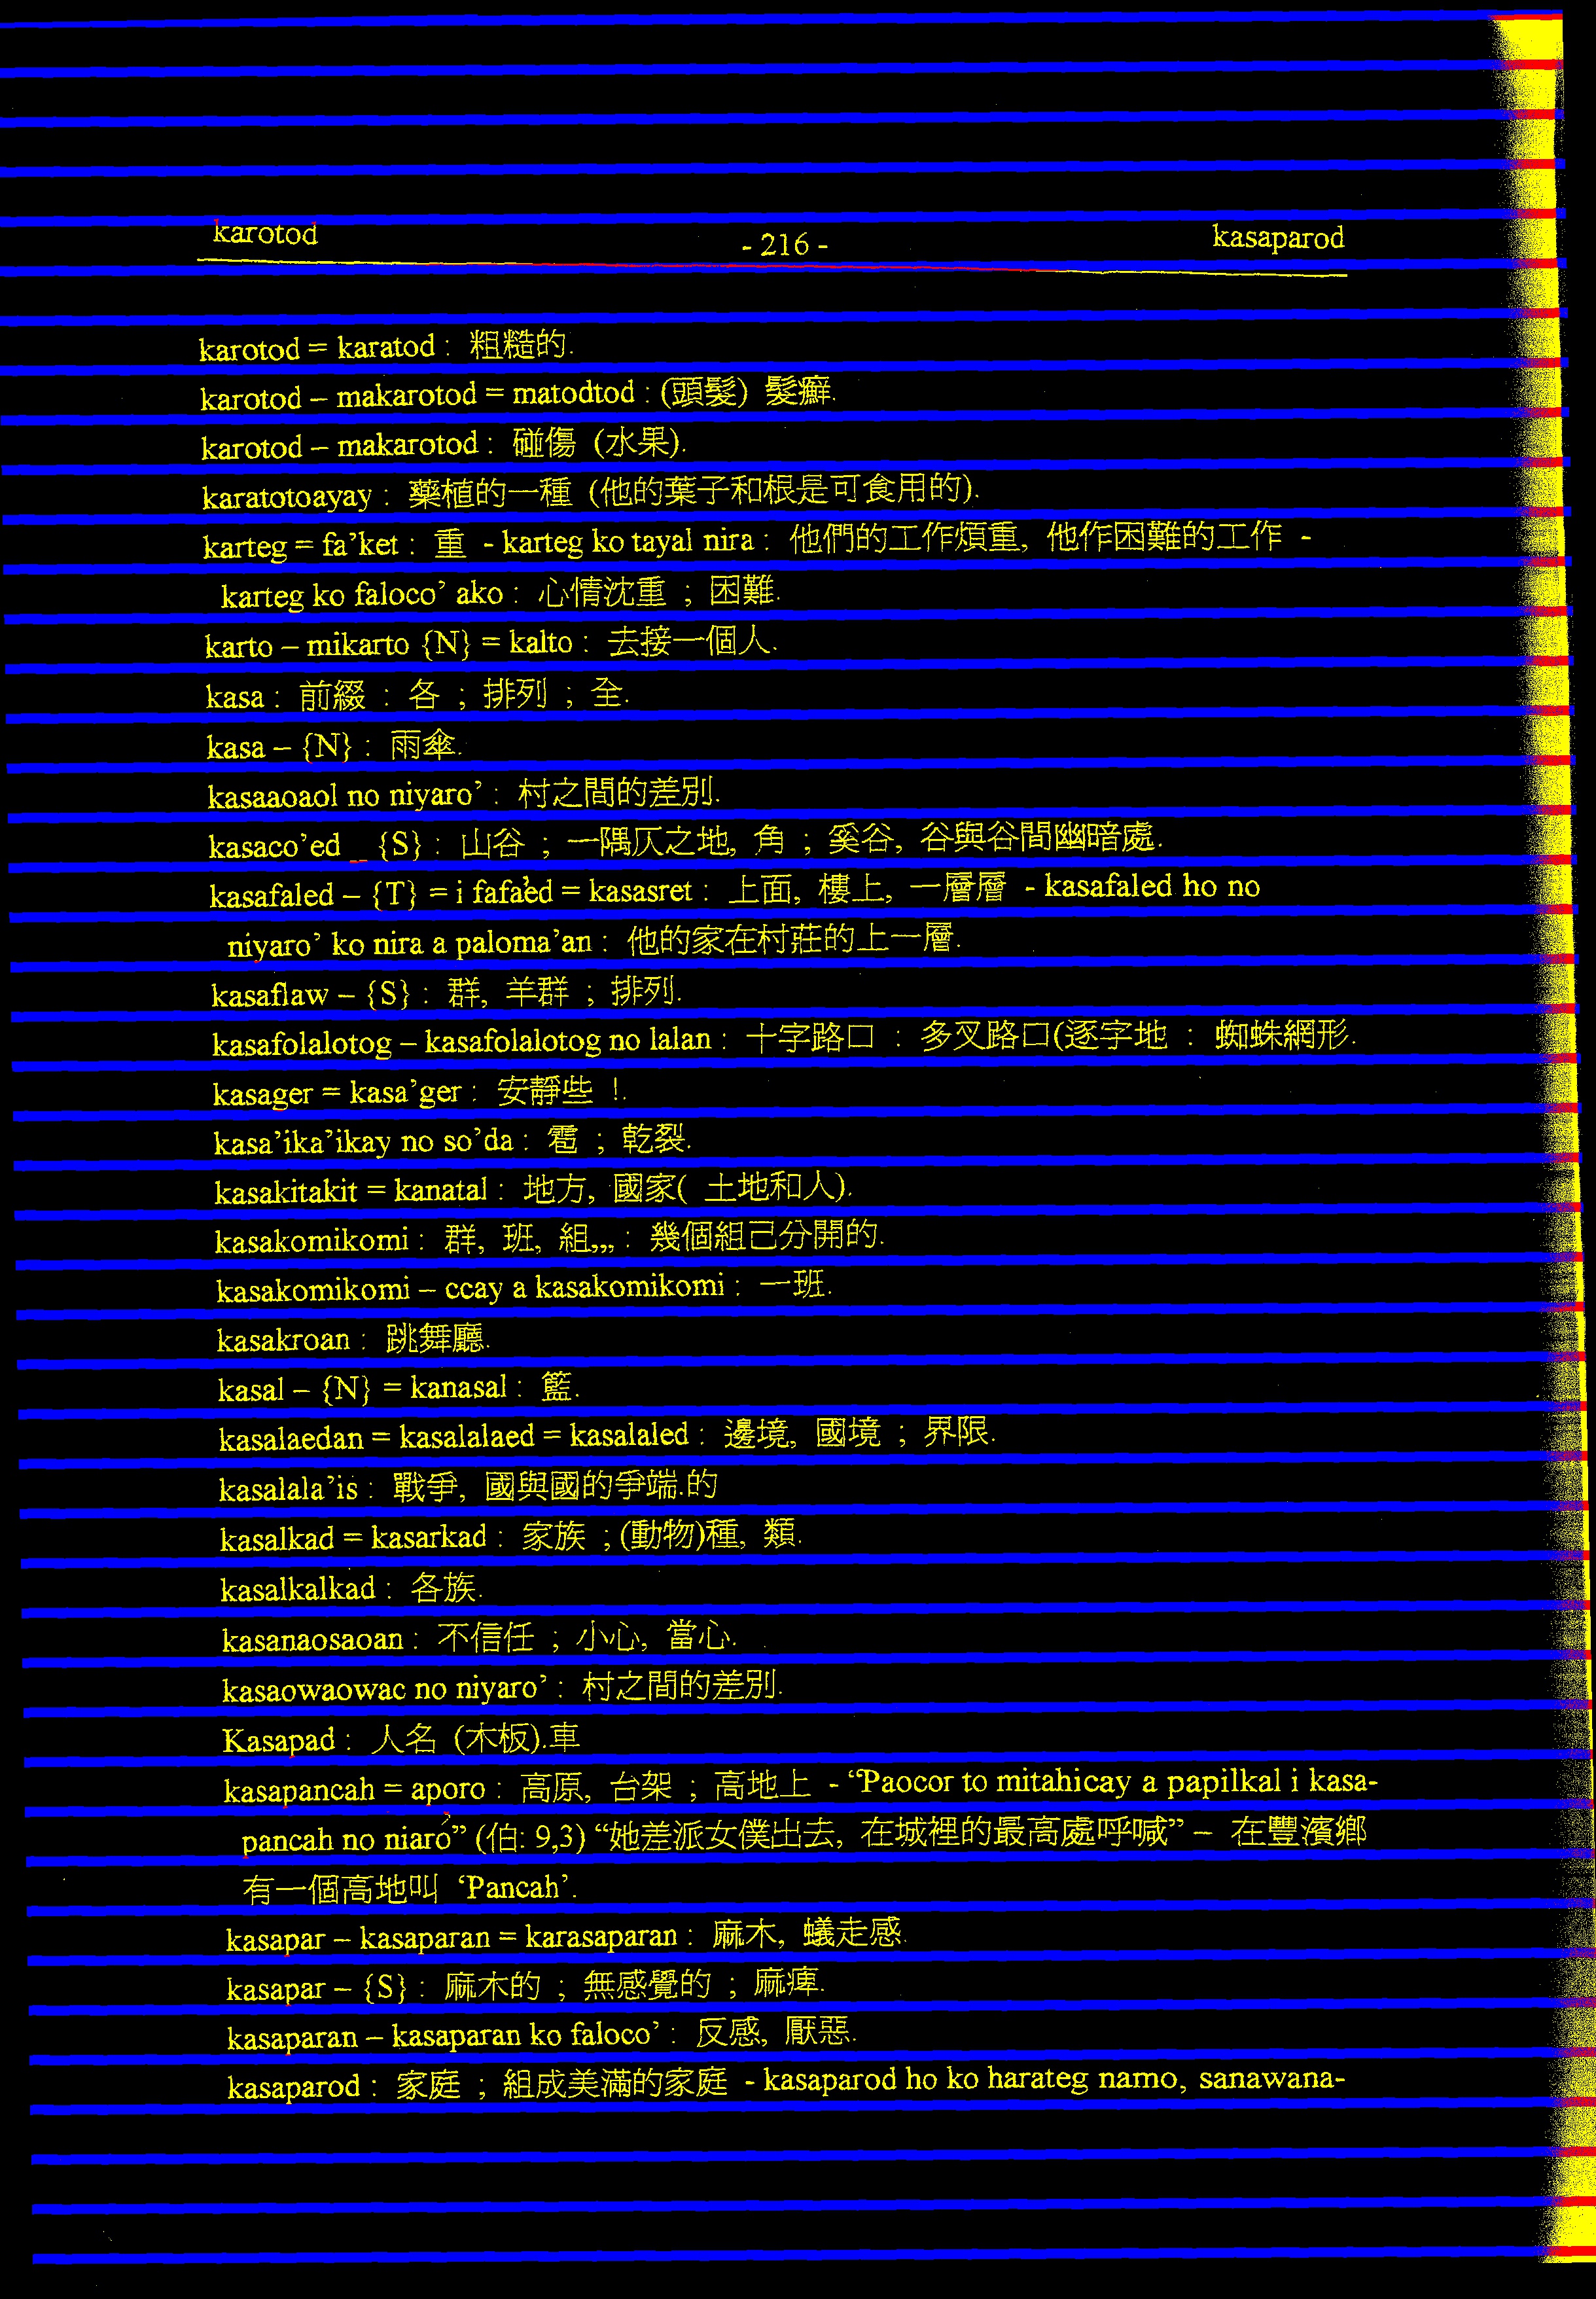 karotod - 216 - kasaparod
karotod = karatod : 粗糙的.
karotod – makarotod = matodtod : (頭髮) 髮癬.
karotod – makarotod : 碰傷 (水果).
karatotoayay : 藥植的一種 (他的葉子和根是可食用的).
karteg = fa’ket : 重 - karteg ko tayal nira : 他們的工作煩重, 他作困難的工作 -
karteg ko faloco’ ako : 心情沈重 ; 困難.
karto – mikarto {N} = kalto : 去接一個人.
kasa : 前綴 : 各 ; 排列 ; 全.
kasa – {N} : 雨傘.
kasaaoaol no niyaro’ : 村之間的差別.
kasaco’ed _ {S} : 山谷 ; 一隅仄之地, 角 ; 奚谷, 谷與谷間幽暗處.
kasafaled – {T} = i fafaèd = kasasret : 上面, 樓上, 一層層 - kasafaled ho no
niyaro’ ko nira a paloma’an : 他的家在村莊的上一層.
kasaflaw – {S} : 群, 羊群 ; 排列.
kasafolalotog – kasafolalotog no lalan : 十字路口 : 多叉路口(逐字地 : 蜘蛛網形.
kasager = kasa’ger : 安靜些 !.
kasa’ika’ikay no so’da : 雹 ; 乾裂.
kasakitakit = kanatal : 地方, 國家( 土地和人).
kasakomikomi : 群, 班, 組,,, : 幾個組己分開的.
kasakomikomi – ccay a kasakomikomi : 一班.
kasakroan : 跳舞廳.
kasal – {N} = kanasal : 籃.
kasalaedan = kasalalaed = kasalaled : 邊境, 國境 ; 界限.
kasalala’is : 戰爭, 國與國的爭端.的
kasalkad = kasarkad : 家族 ; (動物)種, 類.
kasalkalkad : 各族.
kasanaosaoan : 不信任 ; 小心, 當心.
kasaowaowac no niyaro’ : 村之間的差別.
Kasapad : 人名 (木板).車
kasapancah = aporo : 高原, 台架 ; 高地上 - “Paocor to mitahicay a papilkal i kasa-
pancah no niaró” (伯: 9,3) “她差派女僕出去, 在城裡的最高處呼喊” – 在豐濱鄉
有一個高地叫 ‘Pancah’.
kasapar – kasaparan = karasaparan : 麻木, 蟻走感.
kasapar – {S} : 麻木的 ; 無感覺的 ; 麻痺.
kasaparan – kasaparan ko faloco’ : 反感, 厭惡.
kasaparod : 家庭 ; 組成美滿的家庭 - kasaparod ho ko harateg namo, sanawana-